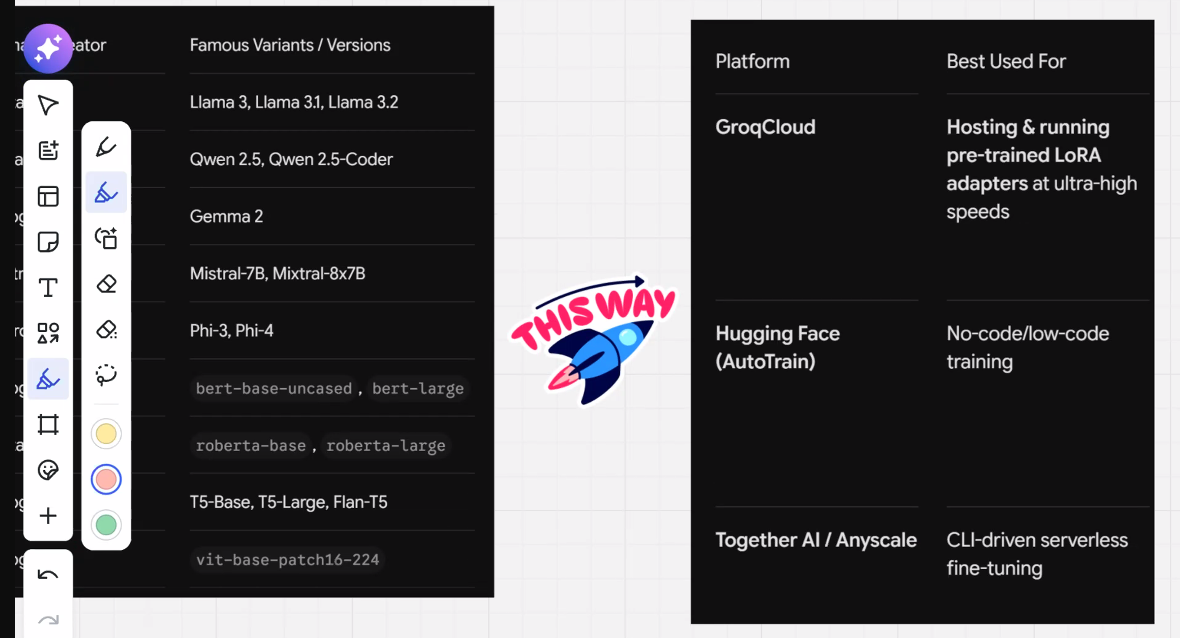 Famous Variants / Versions
Llama 3, Llama 3.1, Llama 3.2
Qwen 2.5, Qwen 2.5-Coder
Gemma 2
Mistral-7B, Mixtral-8x7B
Phi-3, Phi-4
bert-base-uncased , bert-large
roberta-base , roberta-large
T5-Base, T5-Large, Flan-T5
vit-base-patch16-224
THIS WAY
Platform
Best Used For
GroqCloud
Hosting & running
pre-trained LoRA
adapters at ultra-high
speeds
Hugging Face
(AutoTrain)
No-code/low-code
training
Together AI / Anyscale
CLI-driven serverless
fine-tuning